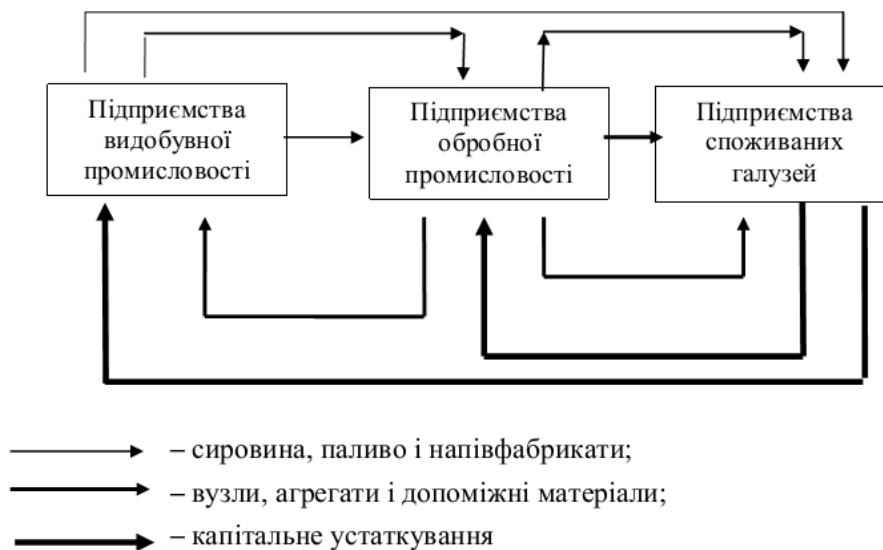 Підприємства
видобувної
промисловості
Підприємства
обробної
промисловості
Підприємства
споживаних
галузей
– сировина, паливо і напівфабрикати;
– вузли, агрегати і допоміжні матеріали;
– капітальне устаткування